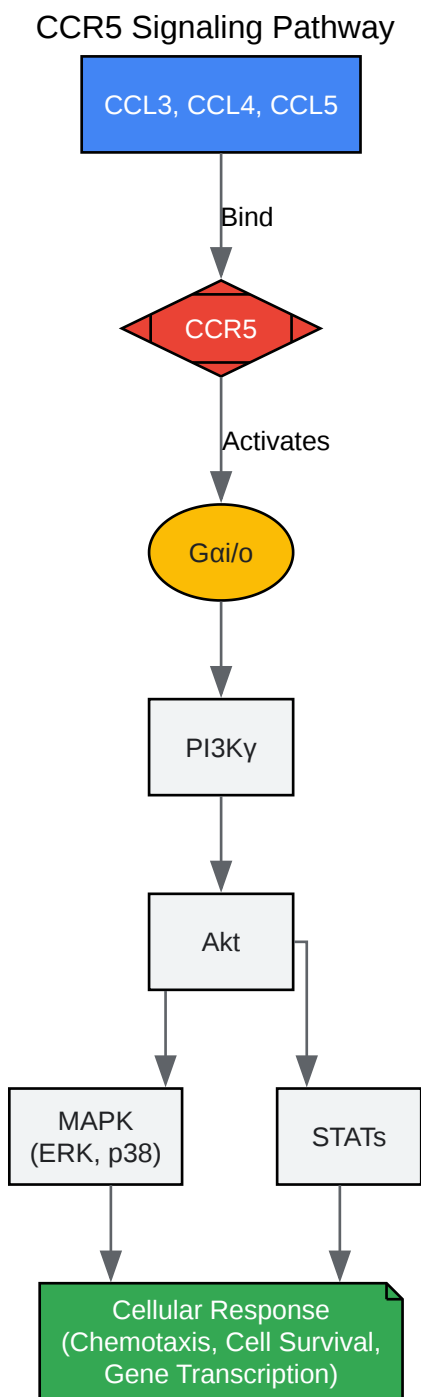 CCR5 Signaling Pathway
CCL3, CCL4, CCL5
Bind
CCR5
Activates
Gαi/o
PI3Kγ
Akt
MAPK
(ERK, p38)
STATs
Cellular Response
(Chemotaxis, Cell Survival,
Gene Transcription)